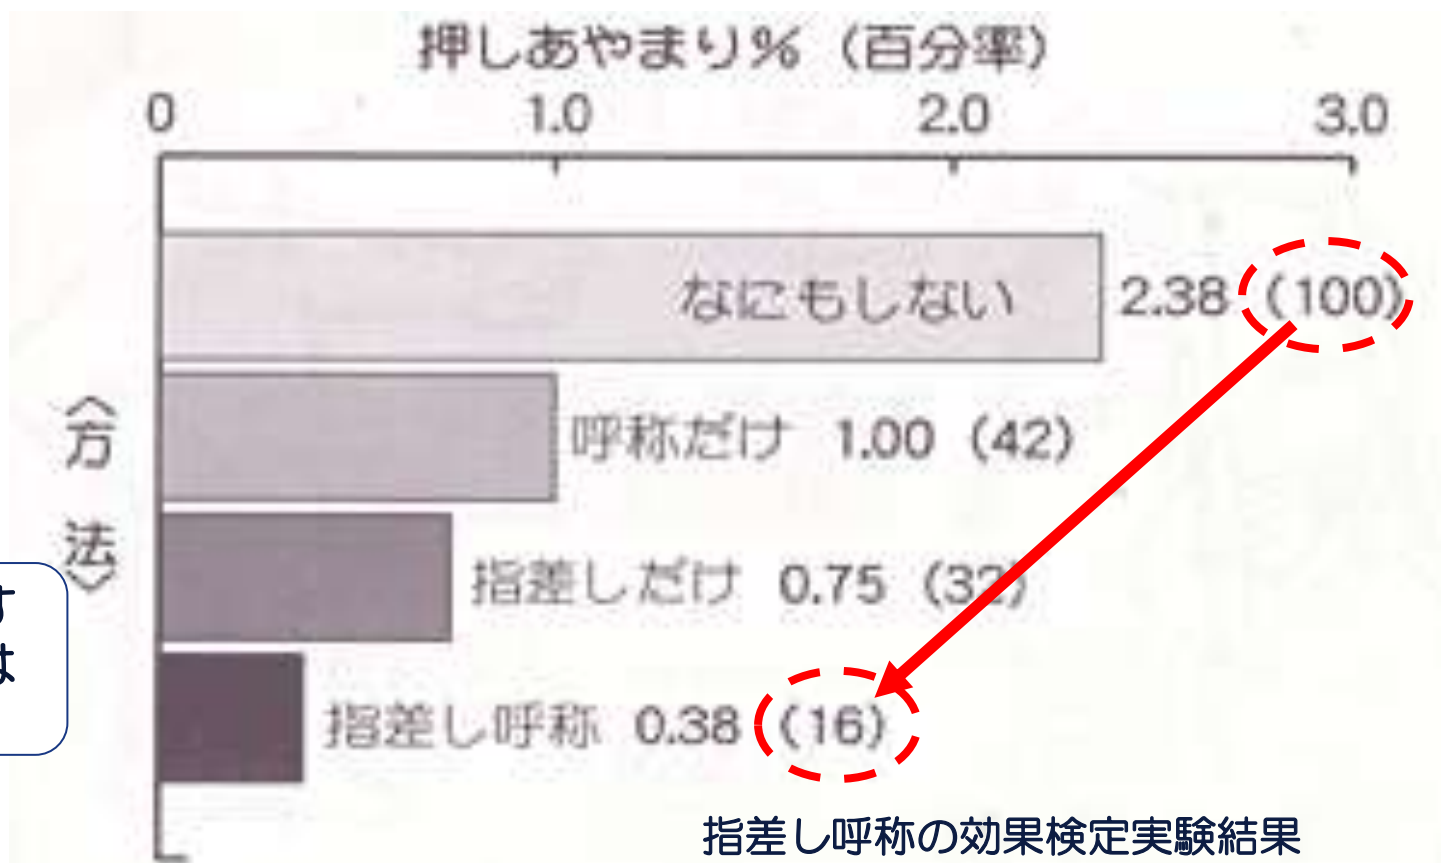 押しあやまり%（百分率）
0 1.0 2.0 3.0
なにもしない 2.38 (100)
呼称だけ 1.00 (42)
指差しだけ 0.75 (32)
指差し呼称 0.38 (16)
〈方法〉
す
は
指差し呼称の効果検定実験結果